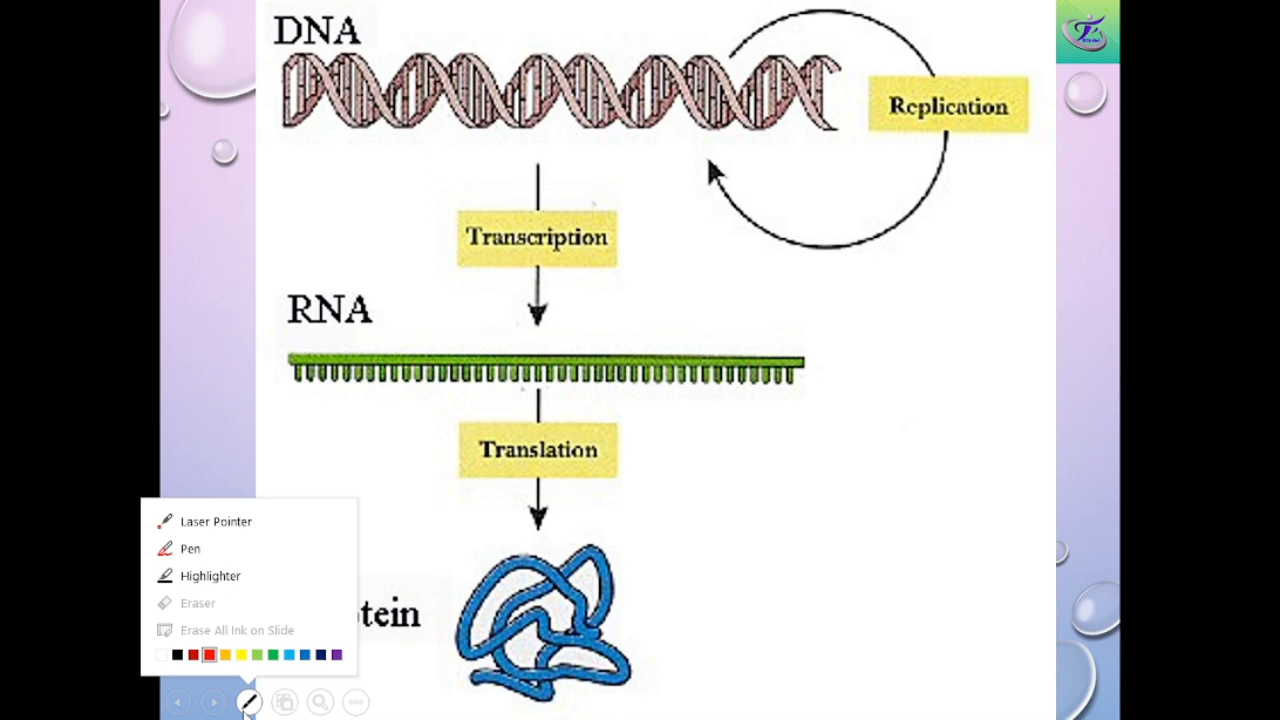 DNA
Replication
Transcription
RNA
Translation
Laser Pointer
Pen
Highlighter
Eraser
Erase All Ink on Slide
tein